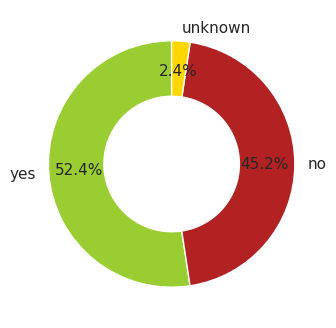 unknown
2.4%
yes
52.4%
45.2%
no